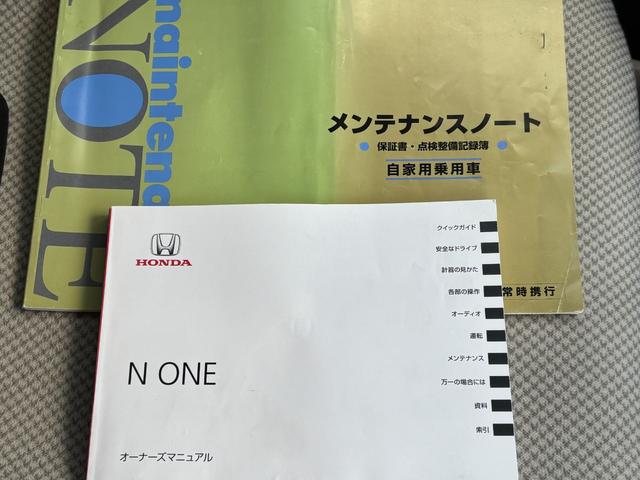 maintena
NOTE
メンテナンスノート
保証書・点検整備記録簿
自家用乗用車
常時携行
HONDA
N ONE
オーナーズマニュアル
クイックガイド
安全なドライブ
計器の見かた
各部の操作
オーディオ
運転
メンテナンス
万一の場合には
資料
索引